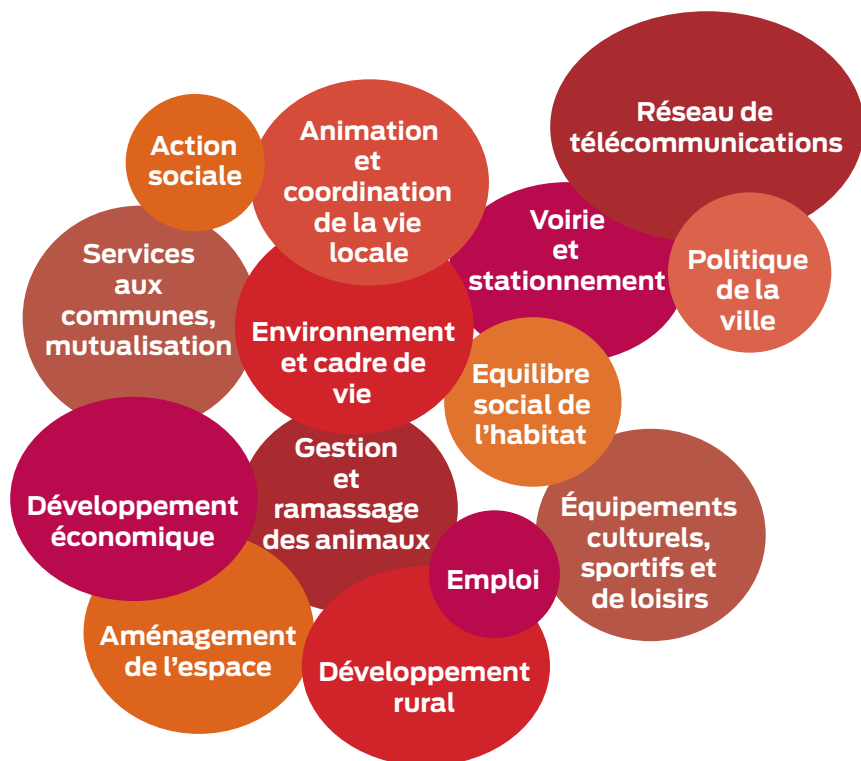 Action
sociale
Animation
et
coordination
de la vie
locale
Réseau de
télécommunications
Services
aux
communes,
mutualisation
Voirie
et
stationnement
Politique
de la
ville
Environnement
et cadre de
vie
Equilibre
social de
l'habitat
Développement
économique
Gestion
et
ramassage
des animaux
Emploi
Équipements
culturels,
sportifs et
de loisirs
Aménagement
de l'espace
Développement
rural